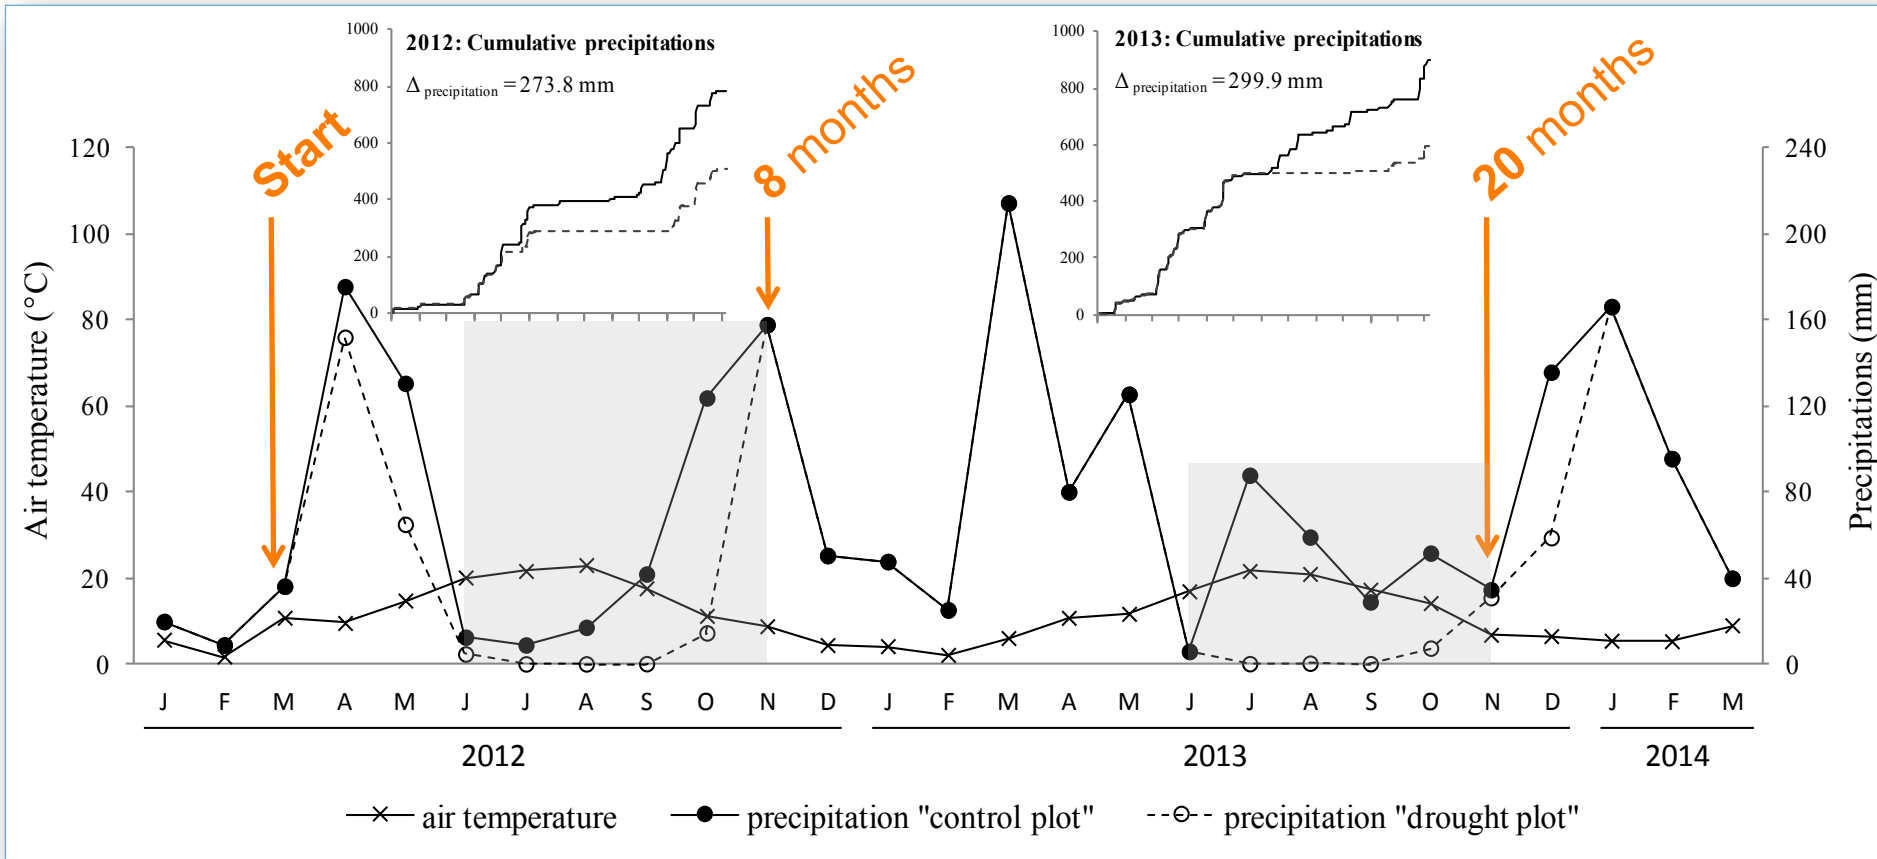 1000
2012: Cumulative precipitations
800
Δ precipitation = 273.8 mm
600
400
200
0
1000
2013: Cumulative precipitations
800
Δ precipitation = 299.9 mm
600
400
200
0
Start
8 months
20 months
Air temperature (°C)
120
100
80
60
40
20
0
240
200
160
120
80
40
0
Precipitations (mm)
J F M A M J J A S O N D J F M A M J J A S O N D J F M
2012 2013 2014
air temperature precipitation "control plot" precipitation "drought plot"